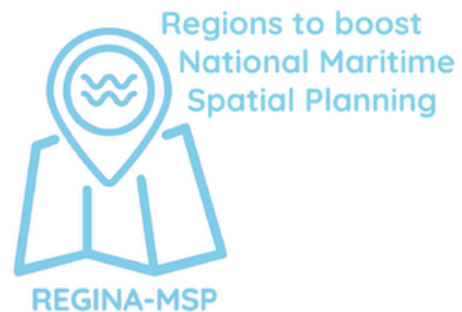 Regions to boost
National Maritime
Spatial Planning
REGINA-MSP